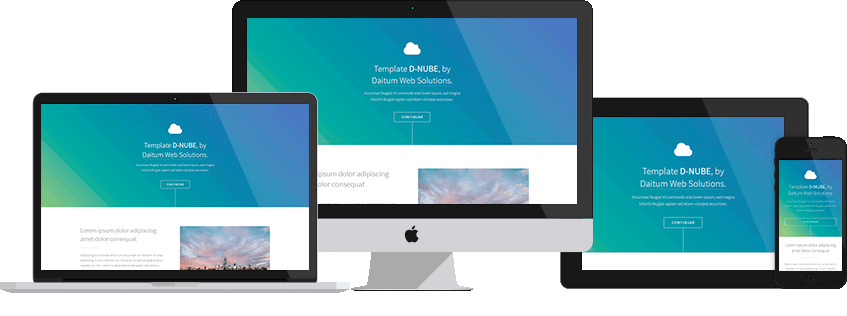 Template D-NUBE, by
Daitum Web Solutions.
Accumsan feugiat mi commodo erat lorem ipsum, sed magna
lobortis feugiat sapien sed etiam volutpat accumsan.
CONTINUAR
Lorem ipsum dolor adipiscing
amet dolor consequat
Template D-NUBE, by
Daitum Web Solutions.
Accumsan feugiat mi commodo erat lorem ipsum, sed magna
lobortis feugiat sapien sed etiam volutpat accumsan.
CONTINUAR
ipsum dolor adipiscing
dolor consequat
Template D-NUBE, by
Daitum Web Solutions.
Accumsan feugiat mi commodo erat lorem ipsum, sed magna
lobortis feugiat sapien sed etiam volutpat accumsan.
CONTINUAR
Template D-NUBE, by
Daitum Web Solutions.
CONTINUAR
Lorem ipsum dolor adipiscing
amet dolor consequat